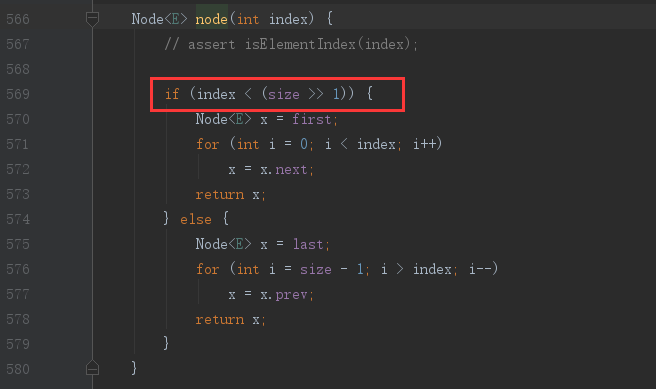 566 Node<E> node(int index) {
567 // assert isElementIndex(index);
568
569 if (index < (size >> 1)) {
570 Node<E> x = first;
571 for (int i = 0; i < index; i++)
572 x = x.next;
573 return x;
574 } else {
575 Node<E> x = last;
576 for (int i = size - 1; i > index; i--)
577 x = x.prev;
578 return x;
579 }
580 }